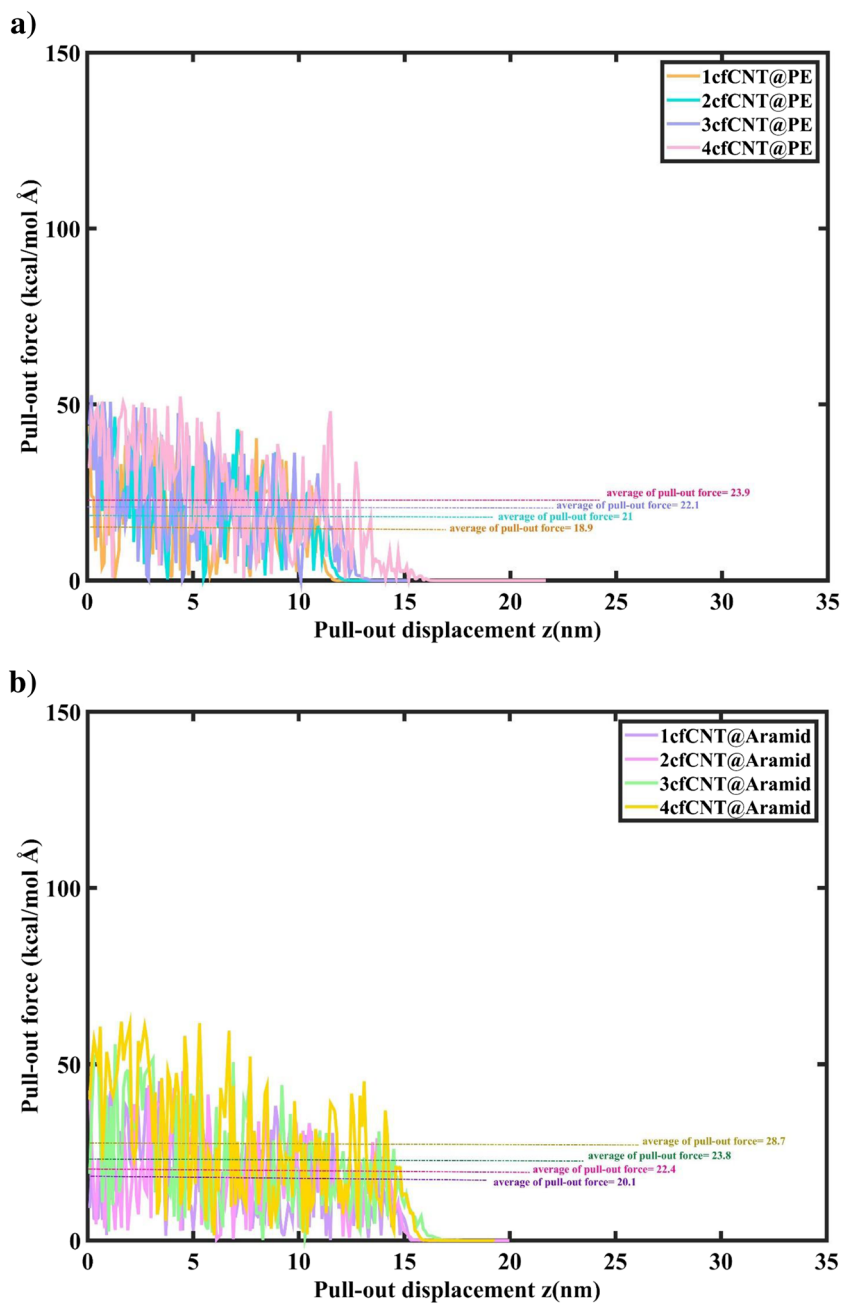 a)
150
100
50
0
Pull-out force (kcal/mol Å)
1cfCNT@PE
2cfCNT@PE
3cfCNT@PE
4cfCNT@PE
average of pull-out force= 23.9
average of pull-out force= 22.1
average of pull-out force= 21
average of pull-out force= 18.9
0 5 10 15 20 25 30 35
Pull-out displacement z(nm)
b)
150
100
50
0
Pull-out force (kcal/mol Å)
1cfCNT@Aramid
2cfCNT@Aramid
3cfCNT@Aramid
4cfCNT@Aramid
average of pull-out force= 28.7
average of pull-out force= 23.8
average of pull-out force= 22.4
average of pull-out force= 20.1
0 5 10 15 20 25 30 35
Pull-out displacement z(nm)